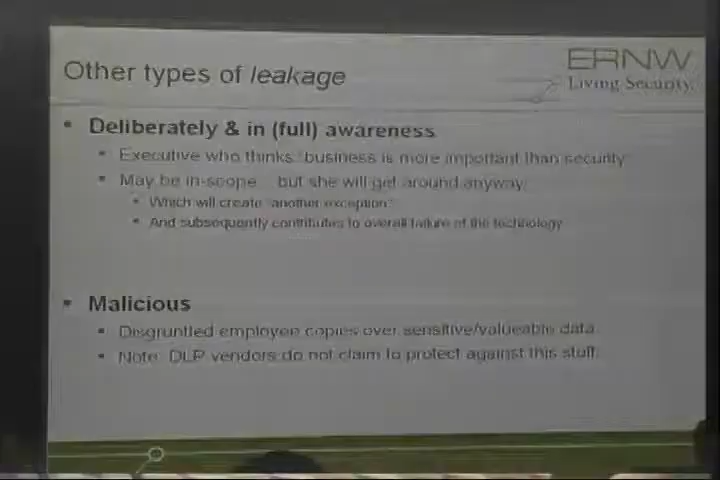 Other types of leakage
ERNW
Living Security.
• Deliberately & in (full) awareness
• Executive who thinks "business is more important than security"
• May be in-scope... but she will get around anyway.
• Which will create "another exception"
• And subsequently contributes to overall failure of the technology
• Malicious
• Disgruntled employee copies over sensitive/valueable data.
• Note: DLP vendors do not claim to protect against this stuff.